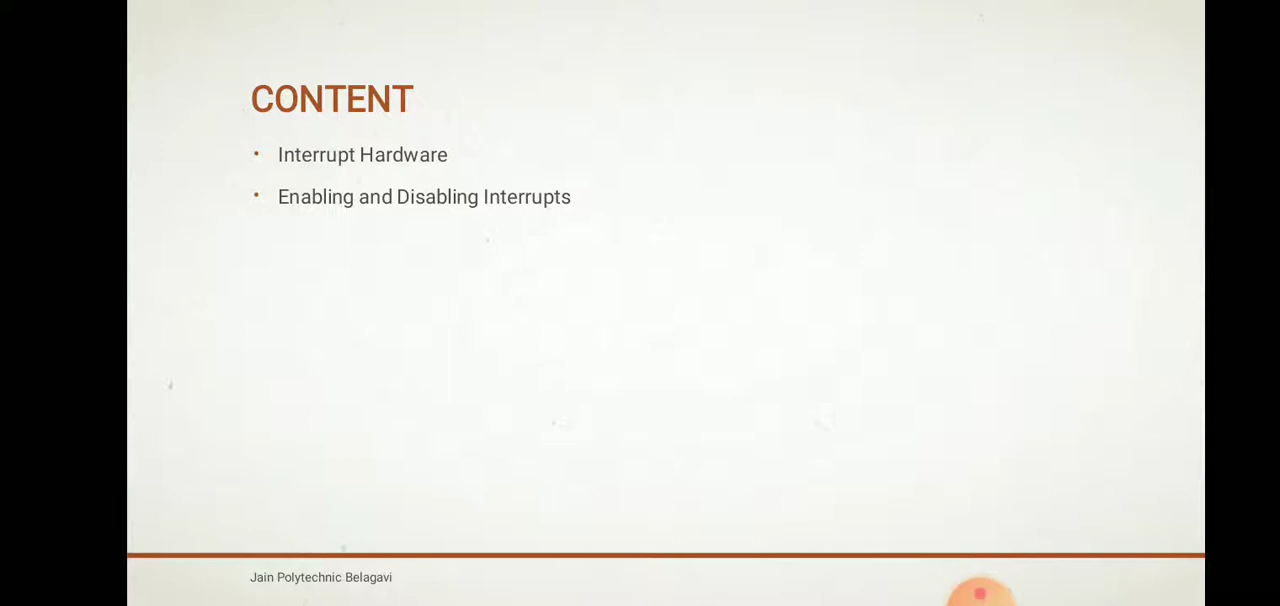 CONTENT
• Interrupt Hardware
• Enabling and Disabling Interrupts
Jain Polytechnic Belagavi